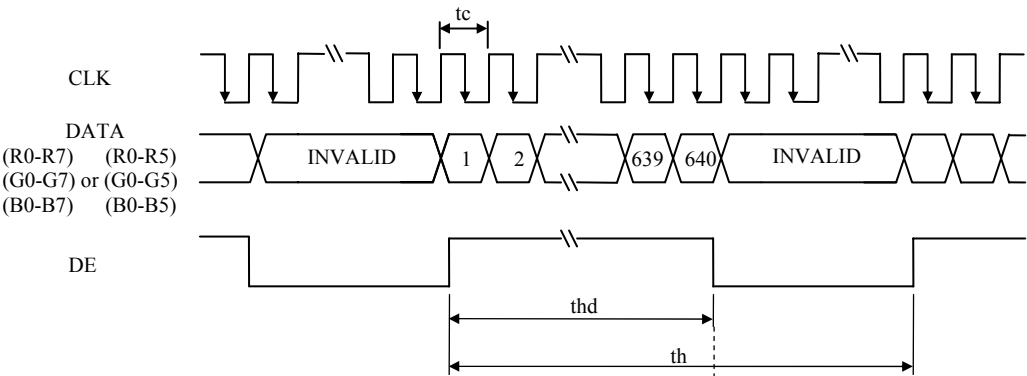 tc
CLK
DATA
(R0-R7) (R0-R5)
(G0-G7) or (G0-G5)
(B0-B7) (B0-B5)
INVALID 1 2 639 640 INVALID
DE
thd
th